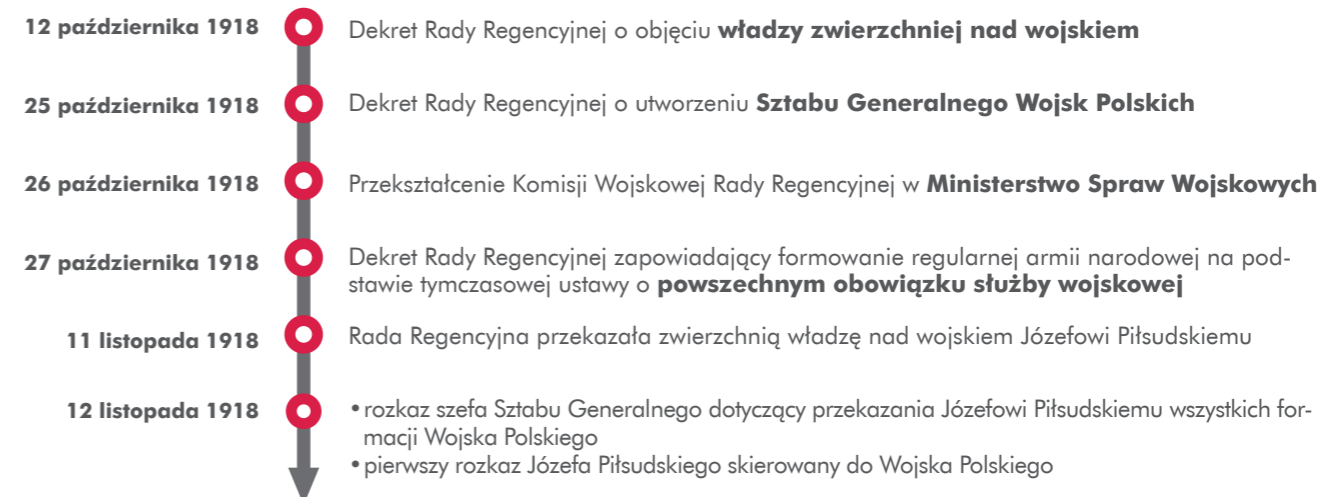 12 października 1918
Dekret Rady Regencyjnej o objęciu władzy zwierzchniej nad wojskiem
25 października 1918
Dekret Rady Regencyjnej o utworzeniu Sztabu Generalnego Wojsk Polskich
26 października 1918
Przekształcenie Komisji Wojskowej Rady Regencyjnej w Ministerstwo Spraw Wojskowych
27 października 1918
Dekret Rady Regencyjnej zapowiadający formowanie regularnej armii narodowej na pod-
stawie tymczasowej ustawy o powszechnym obowiązku służby wojskowej
11 listopada 1918
Rada Regencyjna przekazała zwierzchnią władzę nad wojskiem Józefowi Piłsudskiemu
12 listopada 1918
• rozkaz szefa Sztabu Generalnego dotyczący przekazania Józefowi Piłsudskiemu wszystkich for-
macji Wojska Polskiego
• pierwszy rozkaz Józefa Piłsudskiego skierowany do Wojska Polskiego